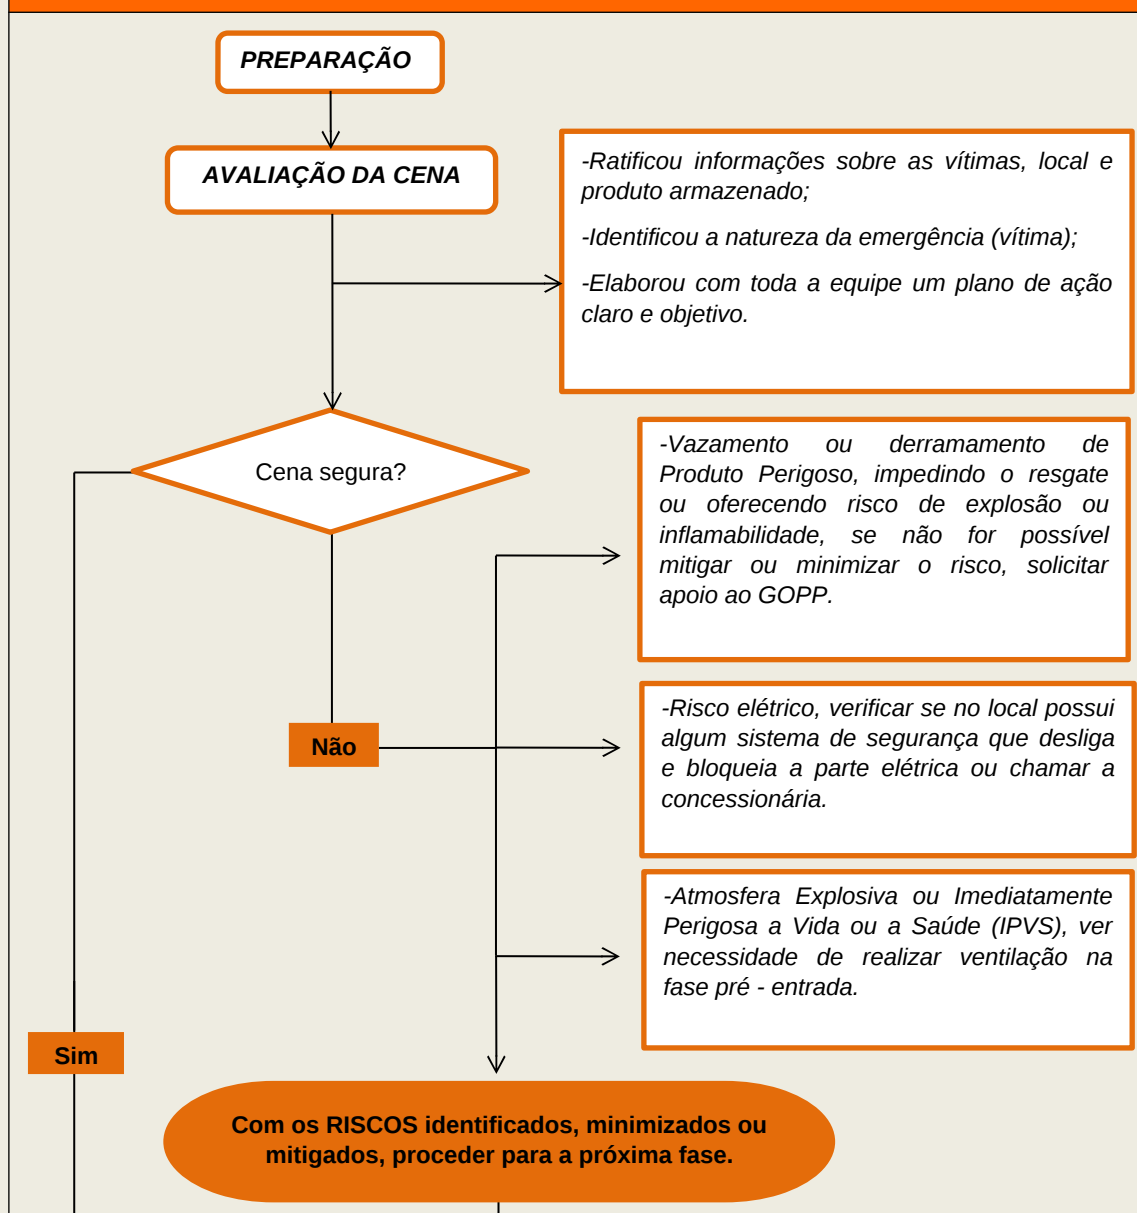 PREPARAÇÃO
AVALIAÇÃO DA CENA
-Ratificou informações sobre as vítimas, local e
produto armazenado;
-Identificou a natureza da emergência (vítima);
-Elaborou com toda a equipe um plano de ação
claro e objetivo.
Cena segura?
-Vazamento ou derramamento de
Produto Perigoso, impedindo o resgate
ou oferecendo risco de explosão ou
inflamabilidade, se não for possível
mitigar ou minimizar o risco, solicitar
apoio ao GOPP.
Não
-Risco elétrico, verificar se no local possui
algum sistema de segurança que desliga
e bloqueia a parte elétrica ou chamar a
concessionária.
-Atmosfera Explosiva ou Imediatamente
Perigosa a Vida ou a Saúde (IPVS), ver
necessidade de realizar ventilação na
fase pré - entrada.
Sim
Com os RISCOS identificados, minimizados ou
mitigados, proceder para a próxima fase.